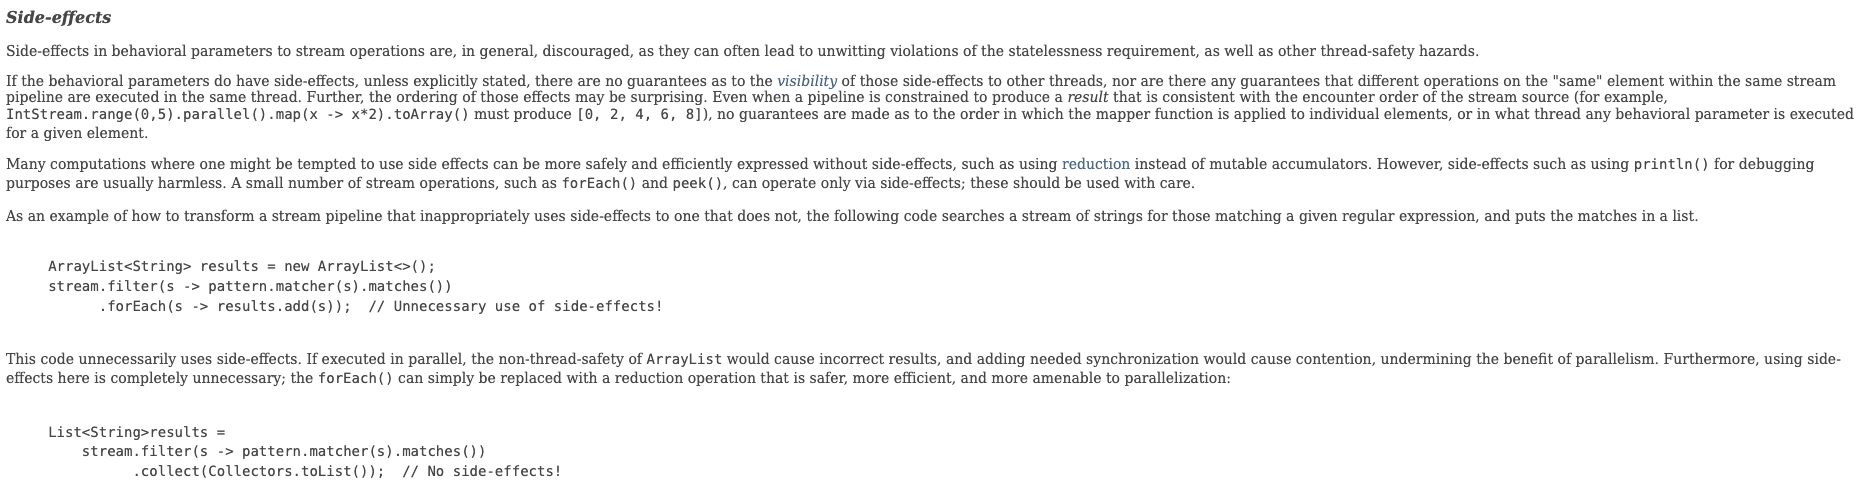 Side-effects
Side-effects in behavioral parameters to stream operations are, in general, discouraged, as they can often lead to unwitting violations of the statelessness requirement, as well as other thread-safety hazards.
If the behavioral parameters do have side-effects, unless explicitly stated, there are no guarantees as to the visibility of those side-effects to other threads, nor are there any guarantees that different operations on the "same" element within the same stream
pipeline are executed in the same thread. Further, the ordering of those effects may be surprising. Even when a pipeline is constrained to produce a result that is consistent with the encounter order of the stream source (for example,
IntStream.range(0,5).parallel().map(x -> x*2).toArray() must produce [0, 2, 4, 6, 8]), no guarantees are made as to the order in which the mapper function is applied to individual elements, or in what thread any behavioral parameter is executed
for a given element.
Many computations where one might be tempted to use side effects can be more safely and efficiently expressed without side-effects, such as using reduction instead of mutable accumulators. However, side-effects such as using println() for debugging
purposes are usually harmless. A small number of stream operations, such as forEach() and peek(), can operate only via side-effects; these should be used with care.
As an example of how to transform a stream pipeline that inappropriately uses side-effects to one that does not, the following code searches a stream of strings for those matching a given regular expression, and puts the matches in a list.
ArrayList<String> results = new ArrayList<>();
stream.filter(s -> pattern.matcher(s).matches())
.forEach(s -> results.add(s));  // Unnecessary use of side-effects!
This code unnecessarily uses side-effects. If executed in parallel, the non-thread-safety of ArrayList would cause incorrect results, and adding needed synchronization would cause contention, undermining the benefit of parallelism. Furthermore, using side-
effects here is completely unnecessary; the forEach() can simply be replaced with a reduction operation that is safer, more efficient, and more amenable to parallelization:
List<String>results =
stream.filter(s -> pattern.matcher(s).matches())
.collect(Collectors.toList());  // No side-effects!